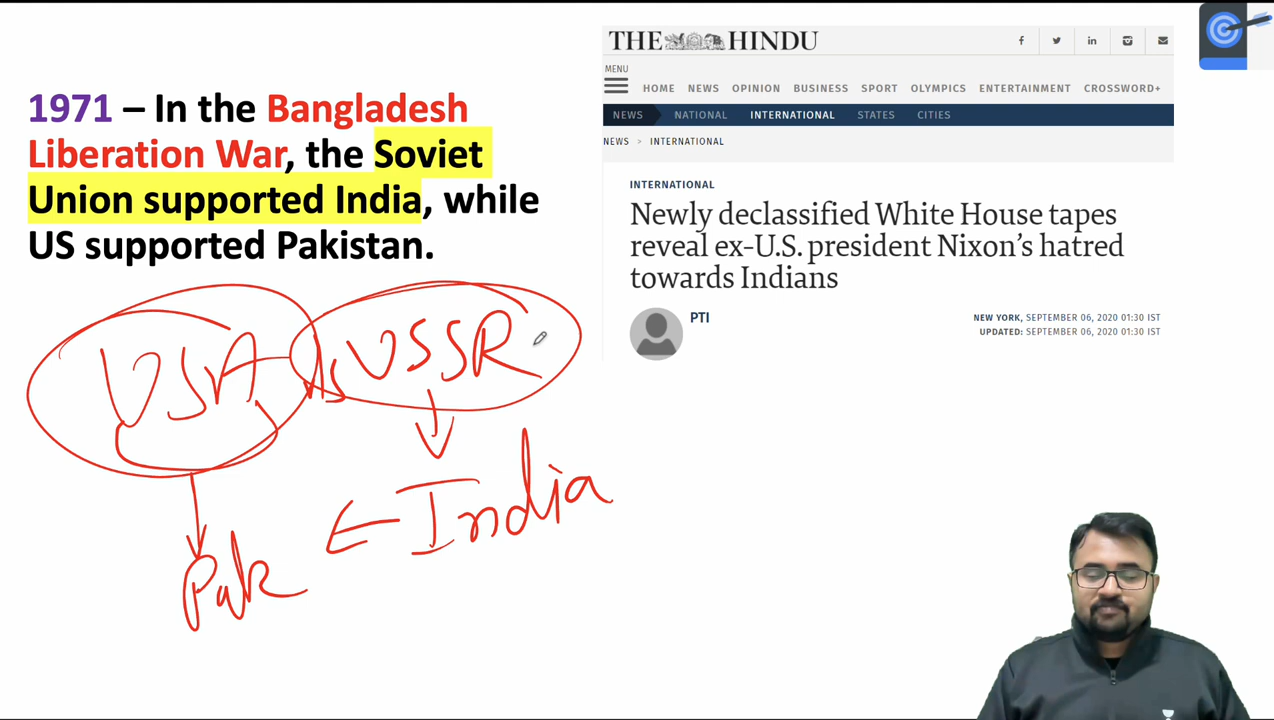 1971 – In the Bangladesh
Liberation War, the Soviet
Union supported India, while
US supported Pakistan.
USA vs USSR
India
Pak
THE HINDU
MENU
HOME NEWS OPINION BUSINESS SPORT OLYMPICS ENTERTAINMENT CROSSWORD+
NEWS NATIONAL INTERNATIONAL STATES CITIES
NEWS > INTERNATIONAL
INTERNATIONAL
Newly declassified White House tapes
reveal ex-U.S. president Nixon's hatred
towards Indians
PTI
NEW YORK, SEPTEMBER 06, 2020 01:30 IST
UPDATED: SEPTEMBER 06, 2020 01:30 IST